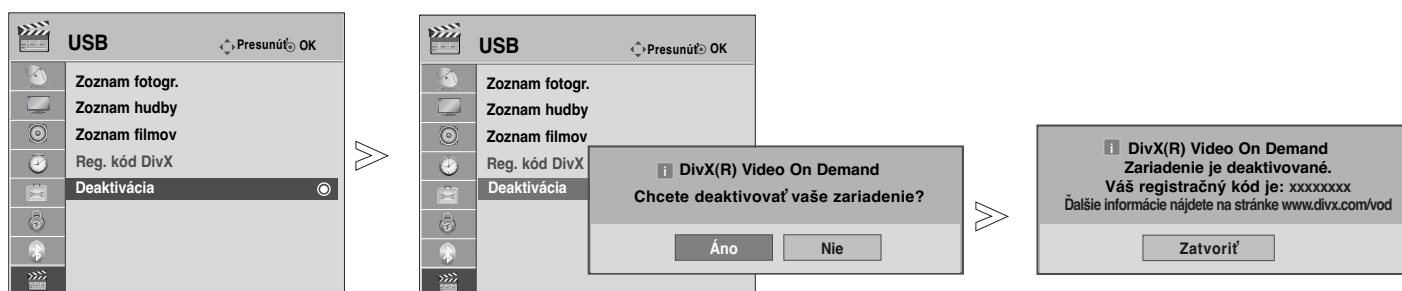 USB
Presunúť OK
Zoznam fotogr.
Zoznam hudby
Zoznam filmov
Reg. kód DivX
Deaktivácia
USB
Presunúť OK
Zoznam fotogr.
Zoznam hudby
Zoznam filmov
Reg. kód DivX
Deaktivácia
i DivX(R) Video On Demand
Chcete deaktivovať vaše zariadenie?
Áno
Nie
i DivX(R) Video On Demand
Zariadenie je deaktivované.
Váš registračný kód je: xxxxxxxx
Ďalšie informácie nájdete na stránke www.divx.com/vod
Zatvoriť